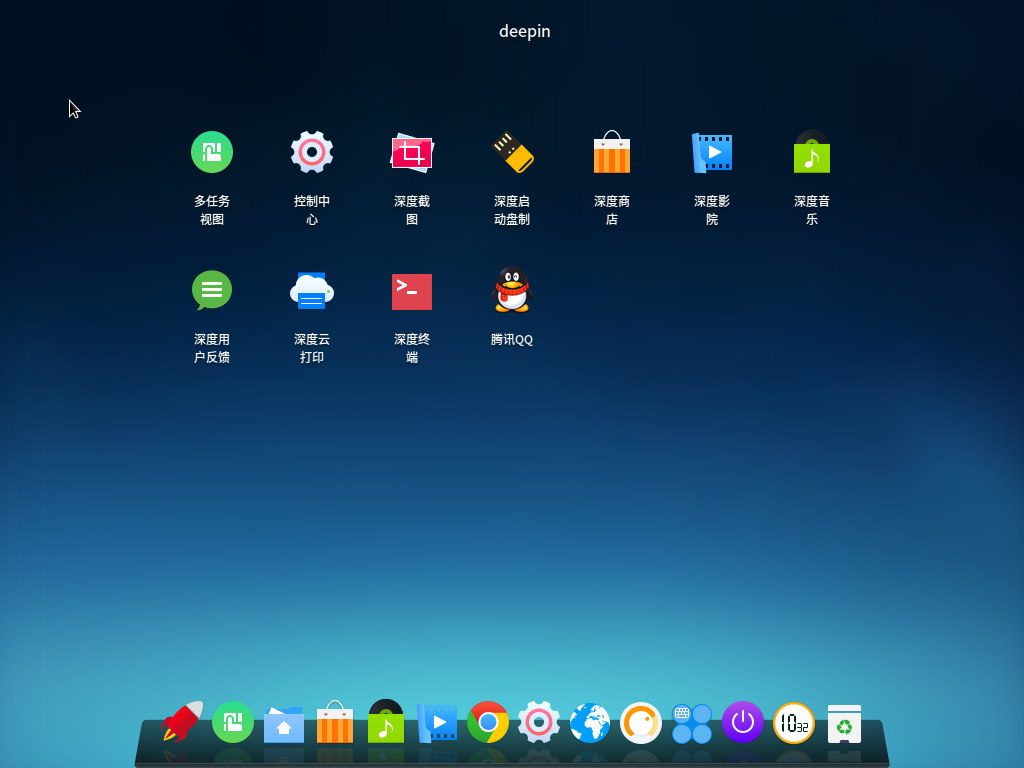 deepin
多任务 控制中 深度截 深度启 深度商 深度影 深度音
视图 心 图 动盘制 店 院 乐
深度用 深度云 深度终 腾讯QQ
户反馈 打印 端
10 32